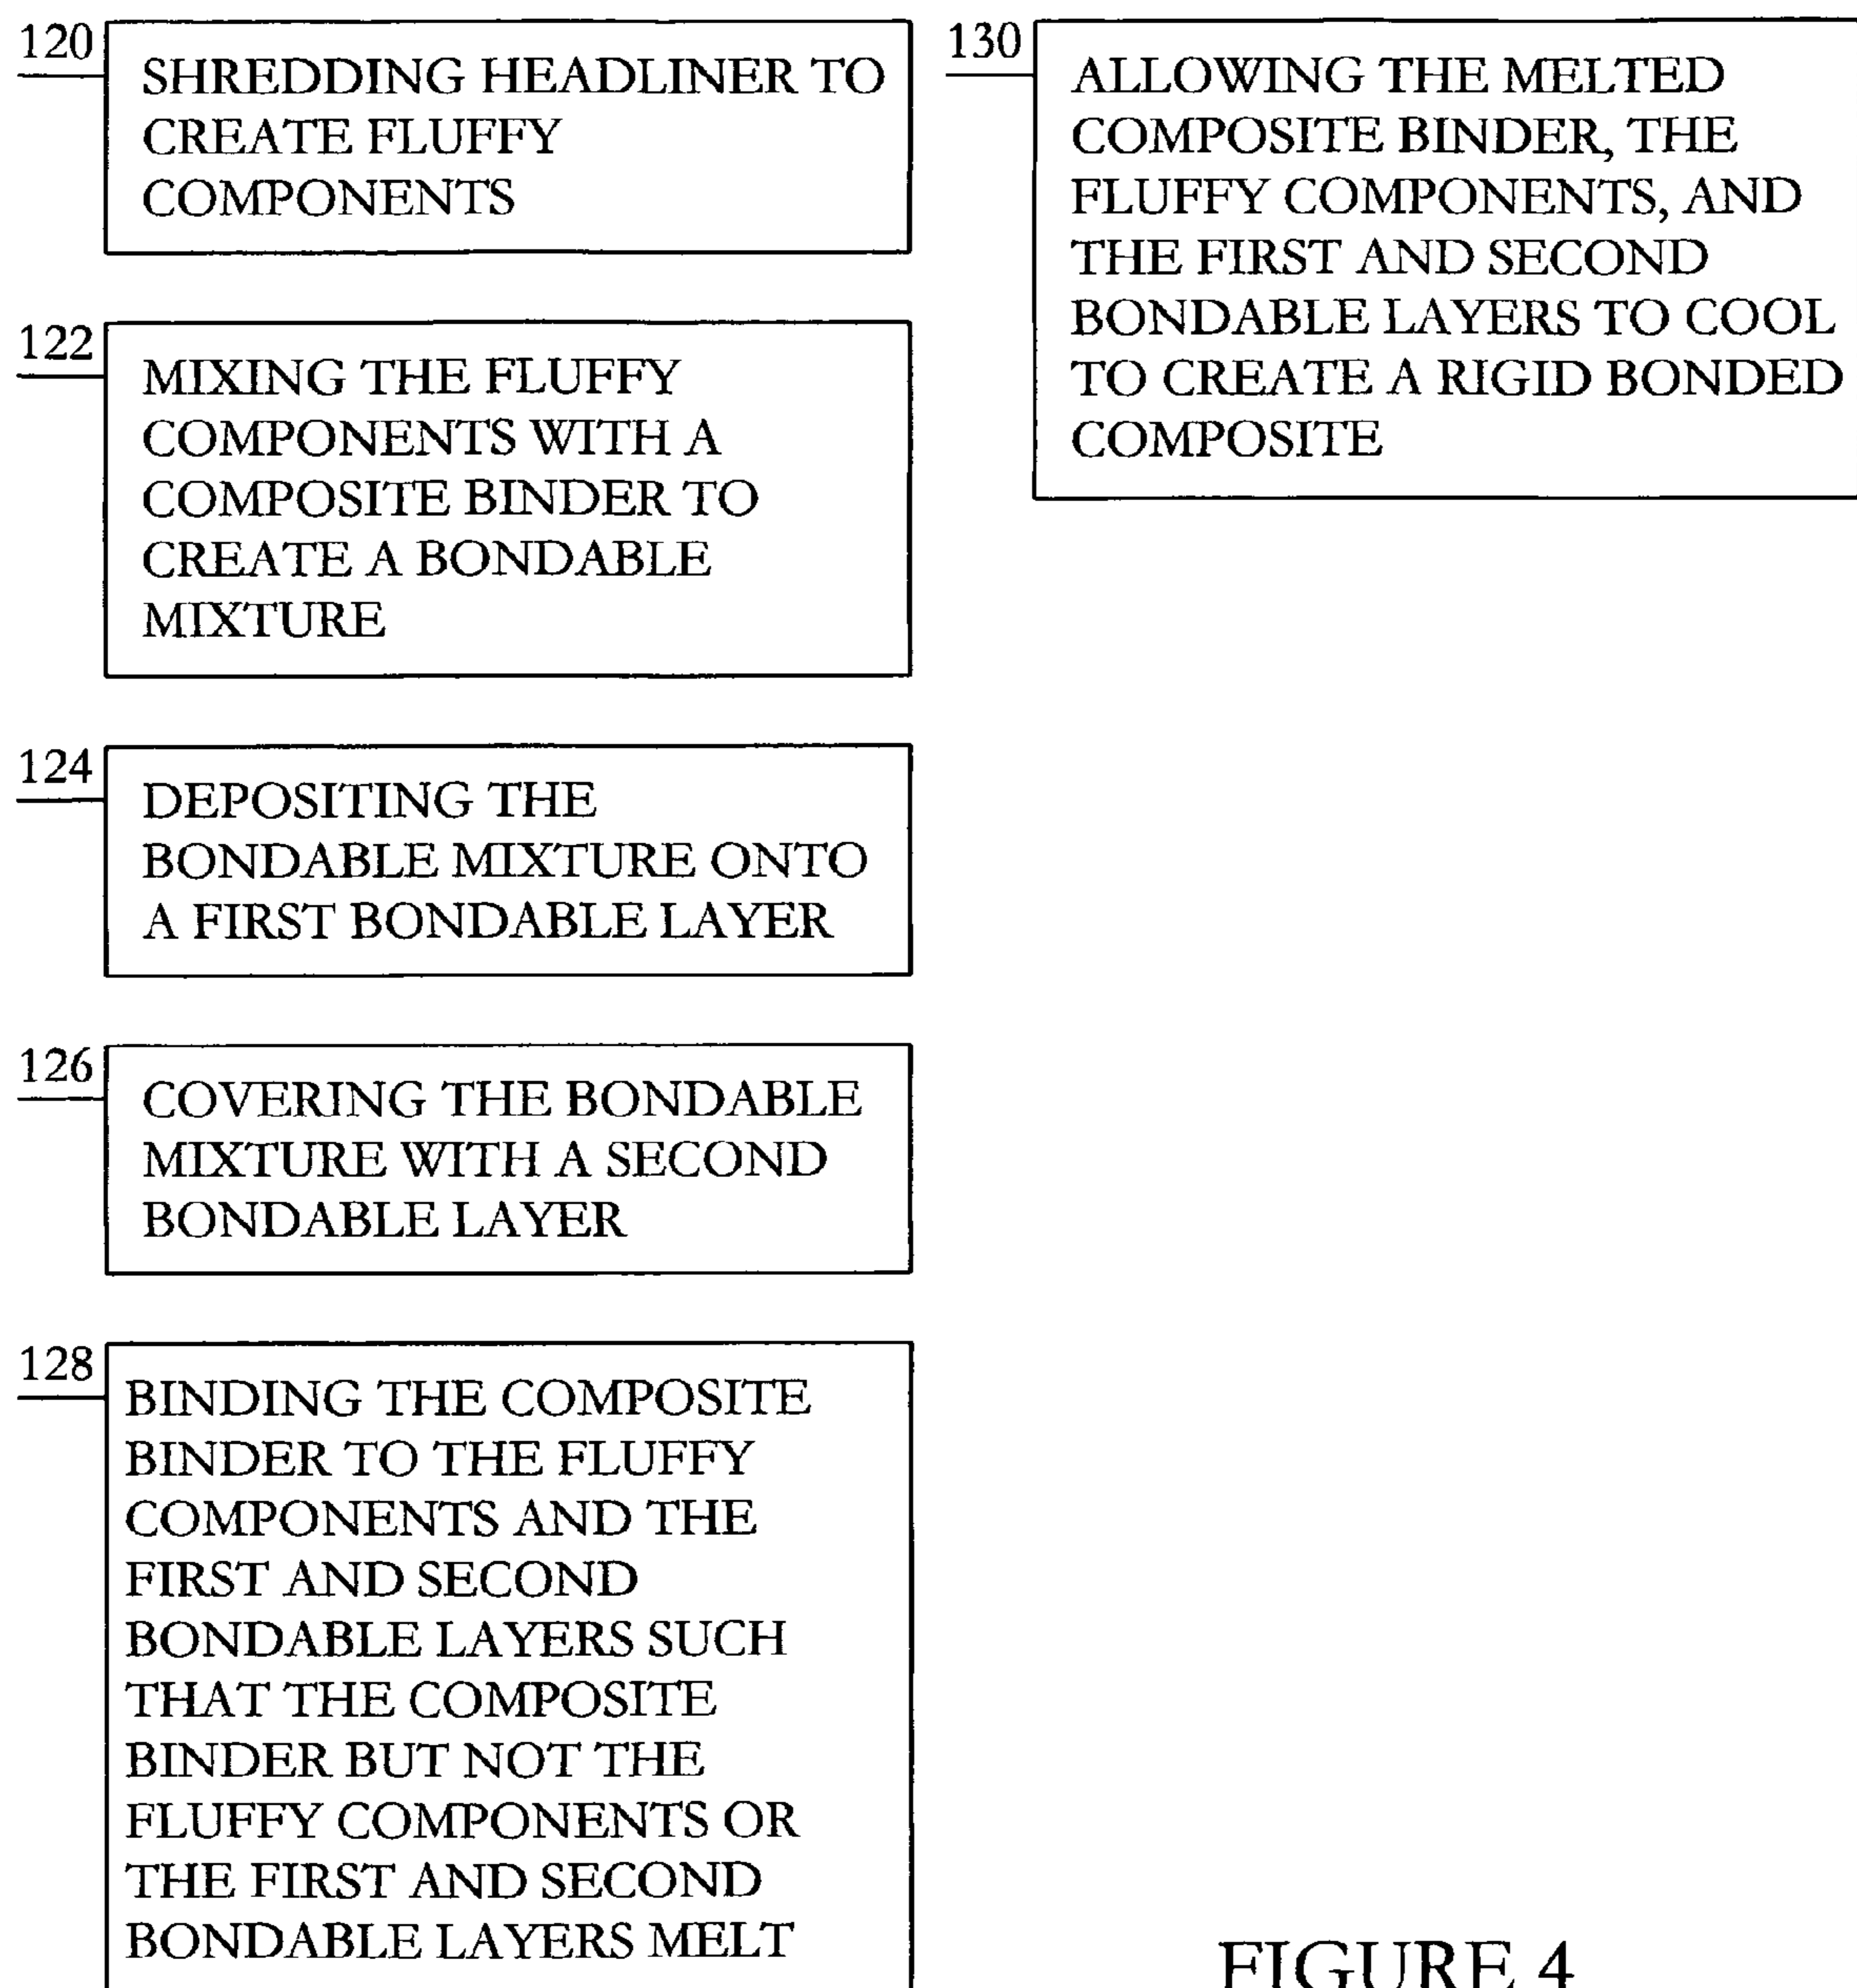 120
SHREDDING HEADLINER TO
CREATE FLUFFY
COMPONENTS
122
MIXING THE FLUFFY
COMPONENTS WITH A
COMPOSITE BINDER TO
CREATE A BONDABLE
MIXTURE
124
DEPOSITING THE
BONDABLE MIXTURE ONTO
A FIRST BONDABLE LAYER
126
COVERING THE BONDABLE
MIXTURE WITH A SECOND
BONDABLE LAYER
128
BINDING THE COMPOSITE
BINDER TO THE FLUFFY
COMPONENTS AND THE
FIRST AND SECOND
BONDABLE LAYERS SUCH
THAT THE COMPOSITE
BINDER BUT NOT THE
FLUFFY COMPONENTS OR
THE FIRST AND SECOND
BONDABLE LAYERS MELT
130
ALLOWING THE MELTED
COMPOSITE BINDER, THE
FLUFFY COMPONENTS, AND
THE FIRST AND SECOND
BONDABLE LAYERS TO COOL
TO CREATE A RIGID BONDED
COMPOSITE
FIGURE 4